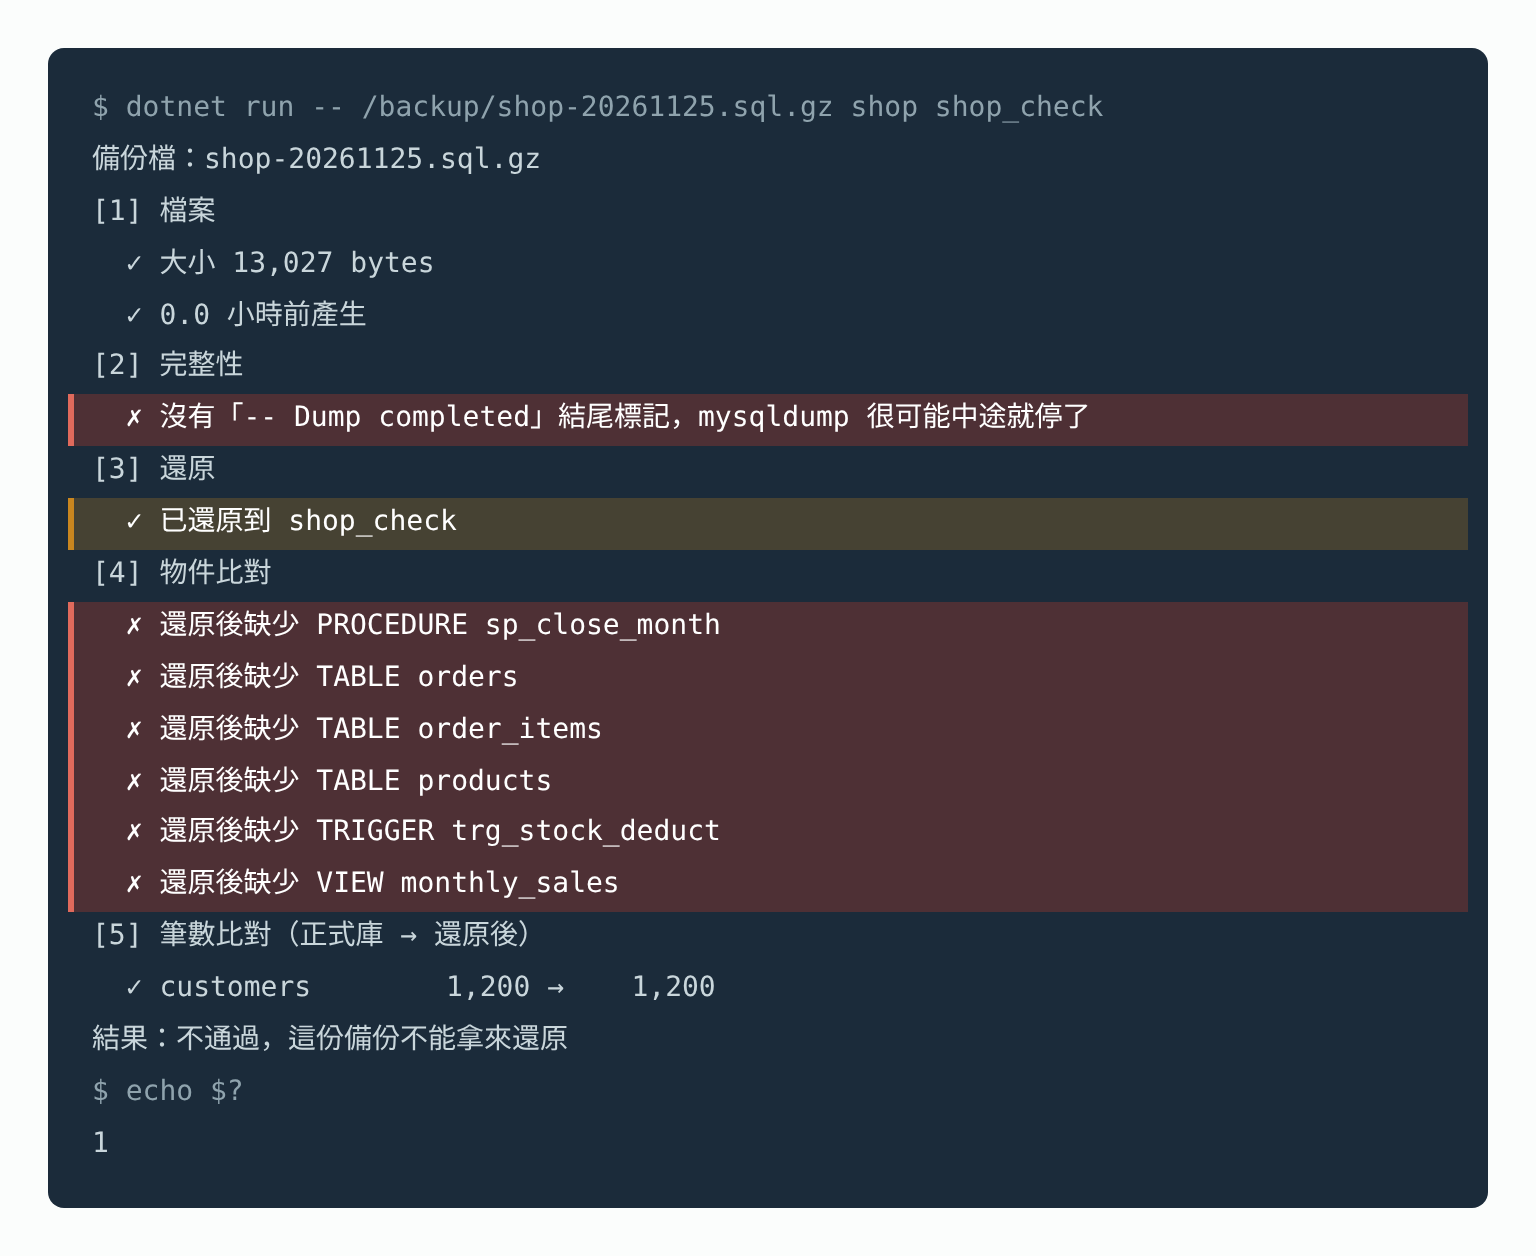 $ dotnet run -- /backup/shop-20261125.sql.gz shop shop_check
備份檔：shop-20261125.sql.gz
[1] 檔案
✓ 大小 13,027 bytes
✓ 0.0 小時前產生
[2] 完整性
✗ 沒有「-- Dump completed」結尾標記，mysqldump 很可能中途就停了
[3] 還原
✓ 已還原到 shop_check
[4] 物件比對
✗ 還原後缺少 PROCEDURE sp_close_month
✗ 還原後缺少 TABLE orders
✗ 還原後缺少 TABLE order_items
✗ 還原後缺少 TABLE products
✗ 還原後缺少 TRIGGER trg_stock_deduct
✗ 還原後缺少 VIEW monthly_sales
[5] 筆數比對（正式庫 → 還原後）
✓ customers 1,200 → 1,200
結果：不通過，這份備份不能拿來還原
$ echo $?
1